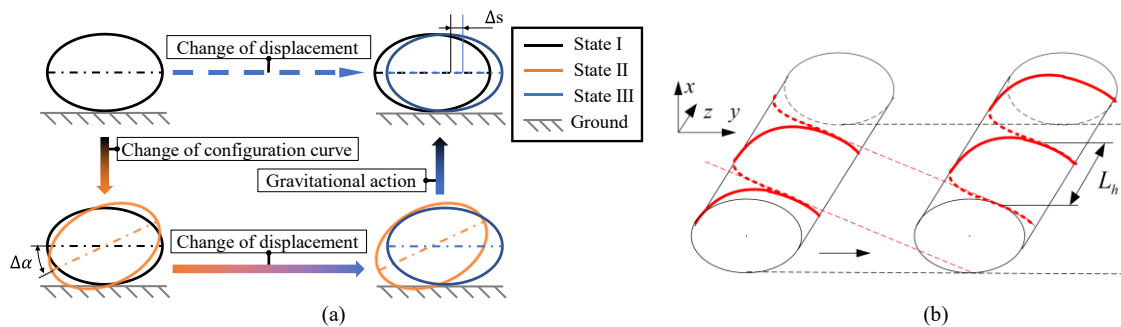 Δs
Change of displacement
State I
State II
State III
Ground
Change of configuration curve
Gravitational action
Δα
Change of displacement
(a)
x
z
y
L_h
(b)